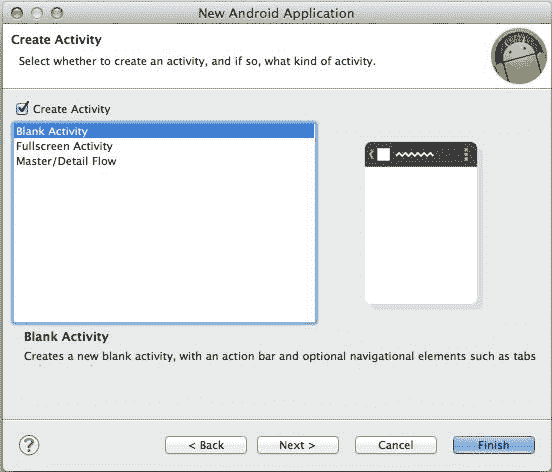 New Android Application
Create Activity
Select whether to create an activity, and if so, what kind of activity.
Create Activity
Blank Activity
Fullscreen Activity
Master/Detail Flow
Blank Activity
Creates a new blank activity, with an action bar and optional navigational elements such as tabs
?
< Back
Next >
Cancel
Finish